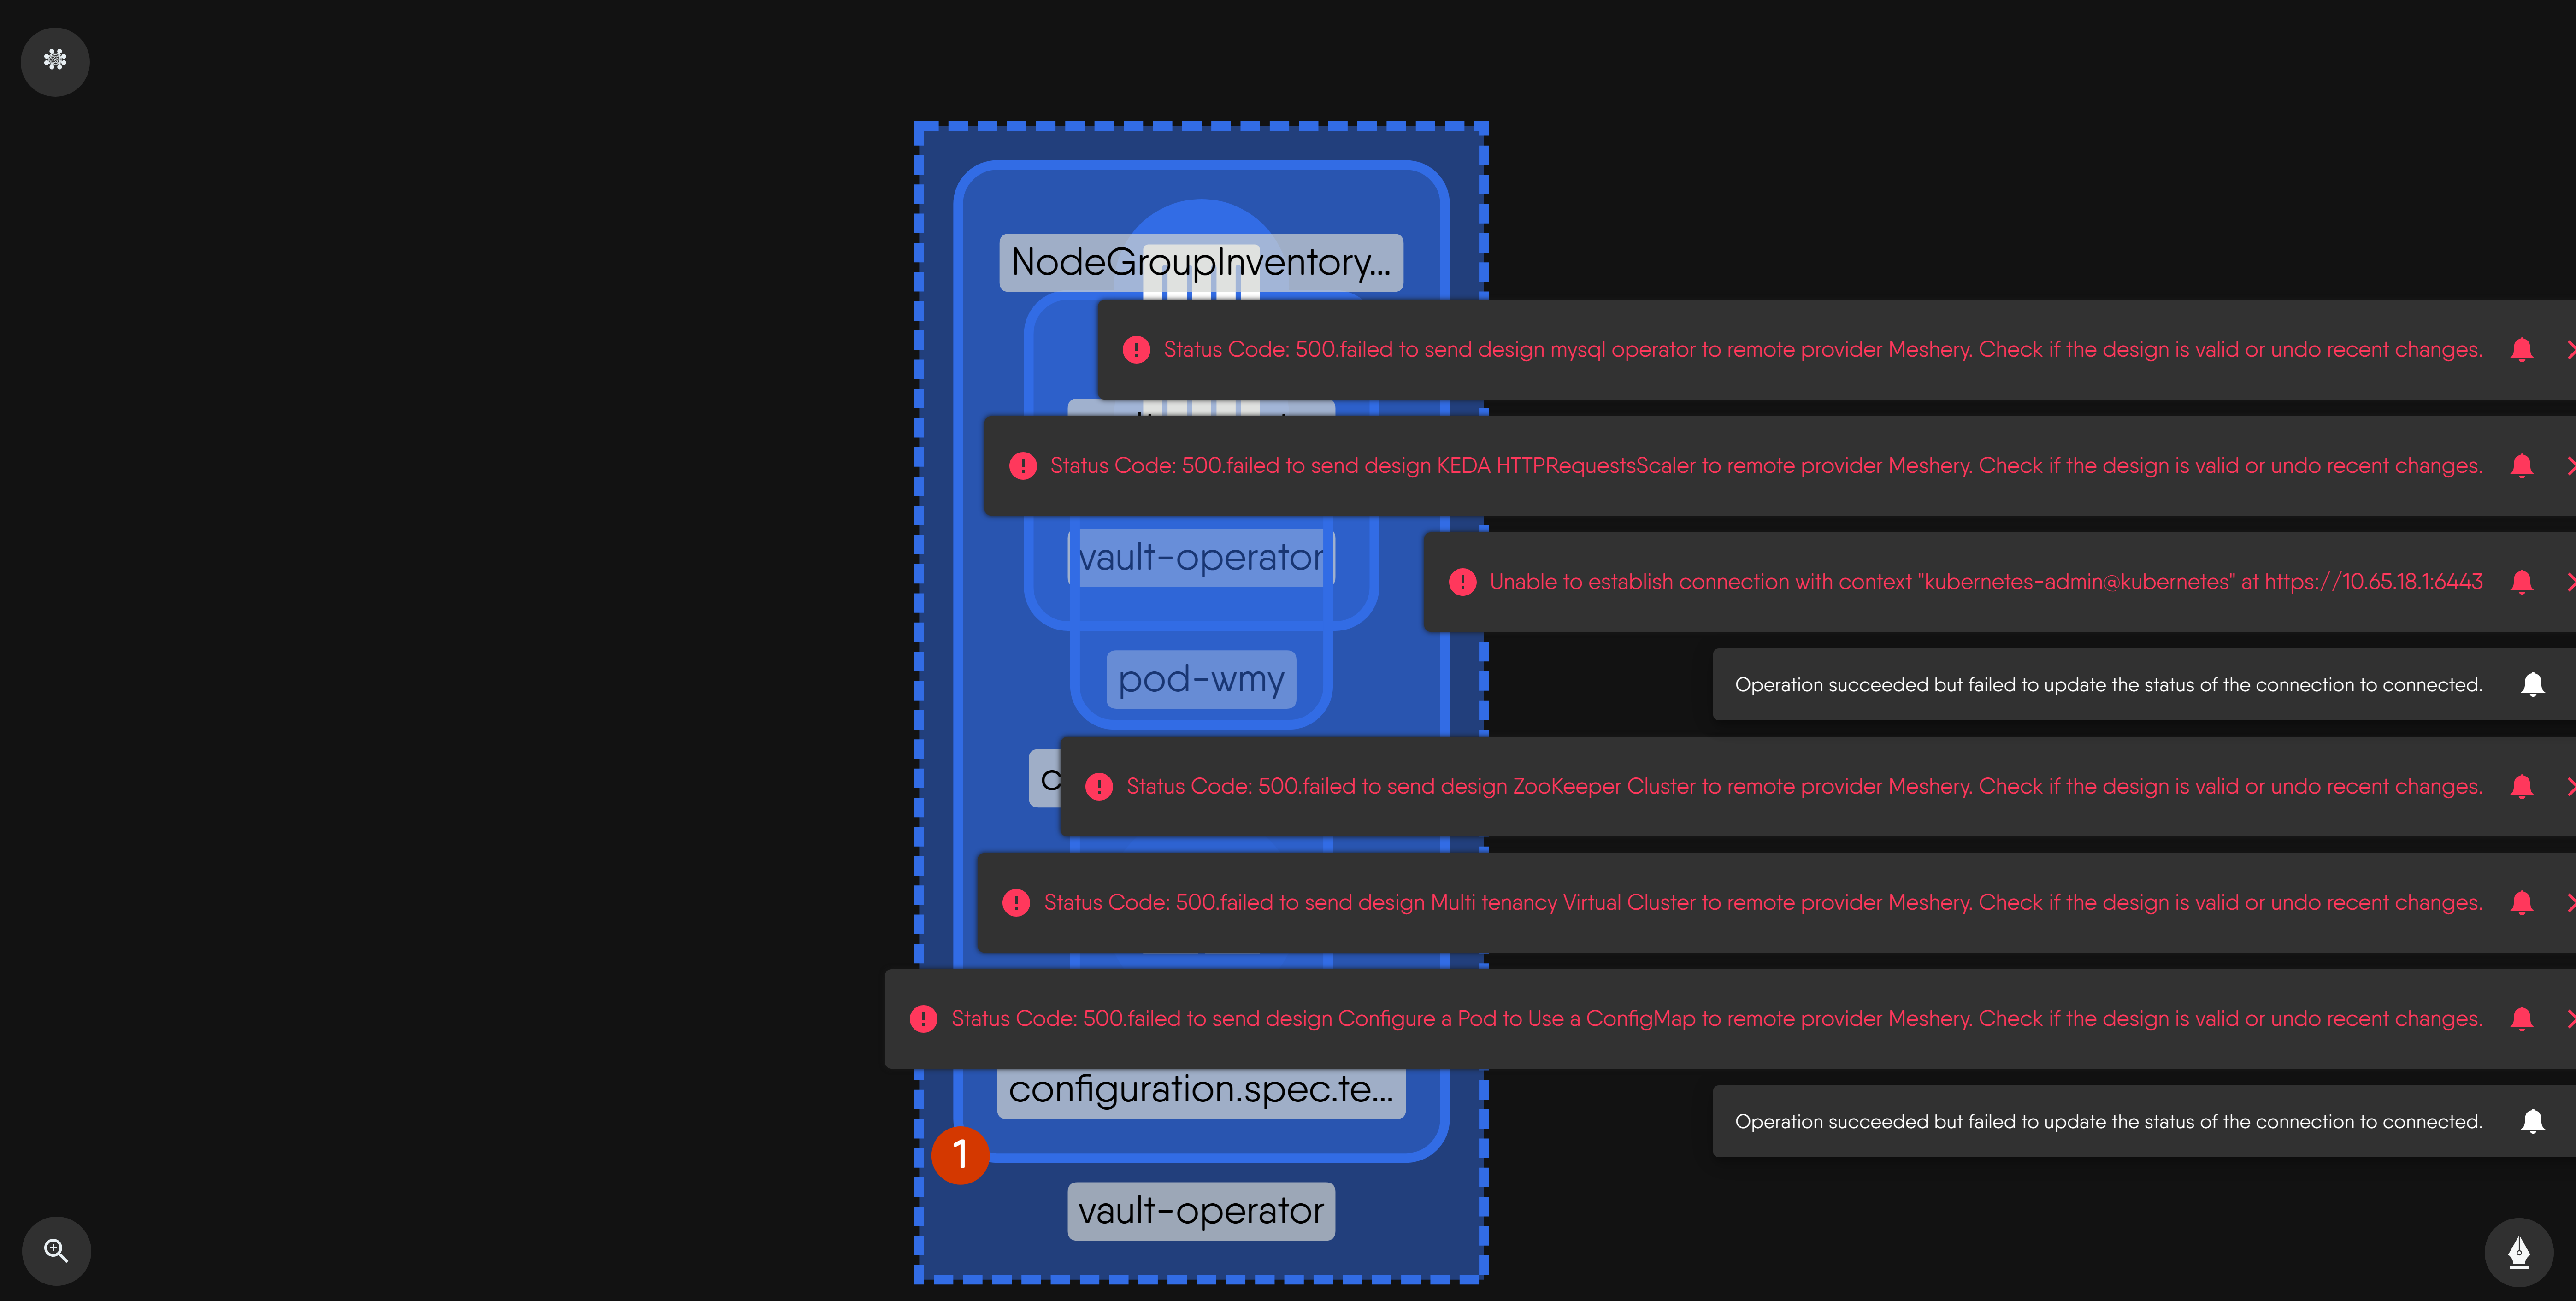 NodeGroupInventory...
Status Code: 500.failed to send design mysql operator to remote provider Meshery. Check if the design is valid or undo recent changes.
Status Code: 500.failed to send design KEDA HTTPRequestsScaler to remote provider Meshery. Check if the design is valid or undo recent changes.
vault-operator
Unable to establish connection with context "kubernetes-admin@kubernetes" at https://10.65.18.1:6443
pod-wmy
Operation succeeded but failed to update the status of the connection to connected.
Status Code: 500.failed to send design ZooKeeper Cluster to remote provider Meshery. Check if the design is valid or undo recent changes.
Status Code: 500.failed to send design Multi tenancy Virtual Cluster to remote provider Meshery. Check if the design is valid or undo recent changes.
Status Code: 500.failed to send design Configure a Pod to Use a ConfigMap to remote provider Meshery. Check if the design is valid or undo recent changes.
configuration.spec.te...
Operation succeeded but failed to update the status of the connection to connected.
1
vault-operator